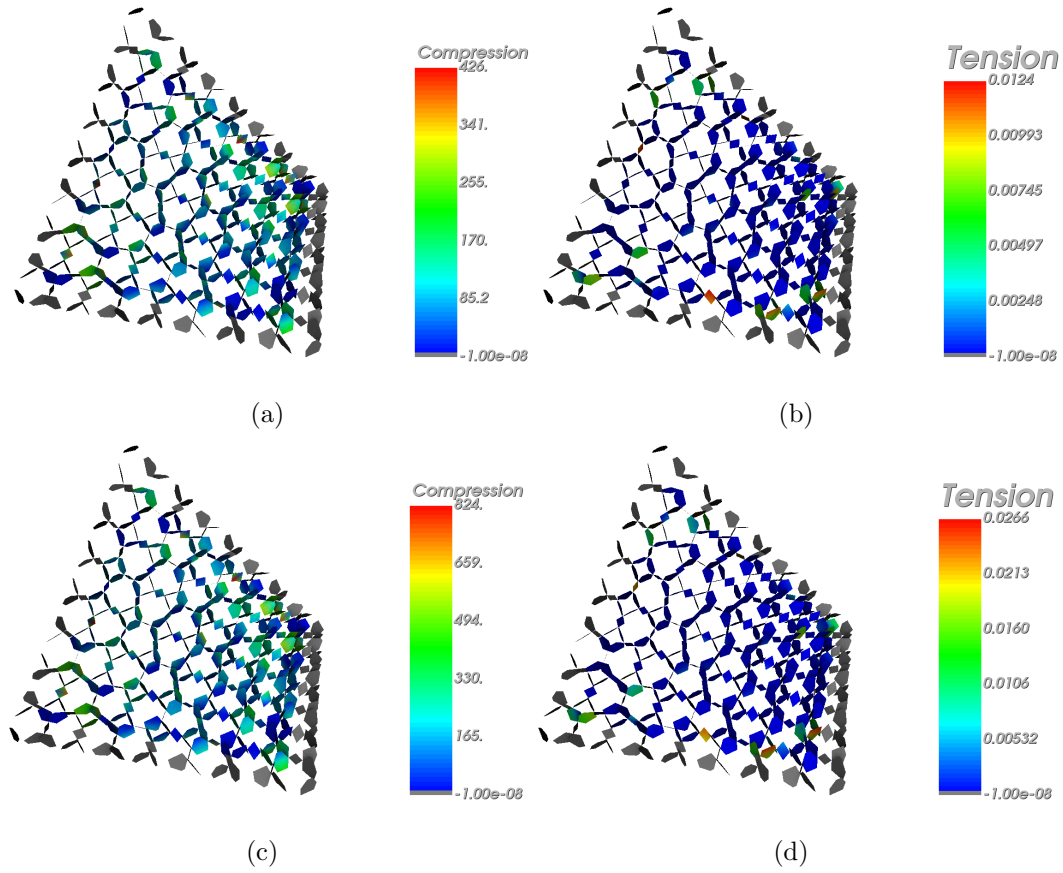 Compression
426.
341.
255.
170.
85.2
-1.00e-08
(a)
Tension
0.0124
0.00993
0.00745
0.00497
0.00248
-1.00e-08
(b)
Compression
824.
659.
494.
330.
165.
-1.00e-08
(c)
Tension
0.0266
0.0213
0.0160
0.0106
0.00532
-1.00e-08
(d)